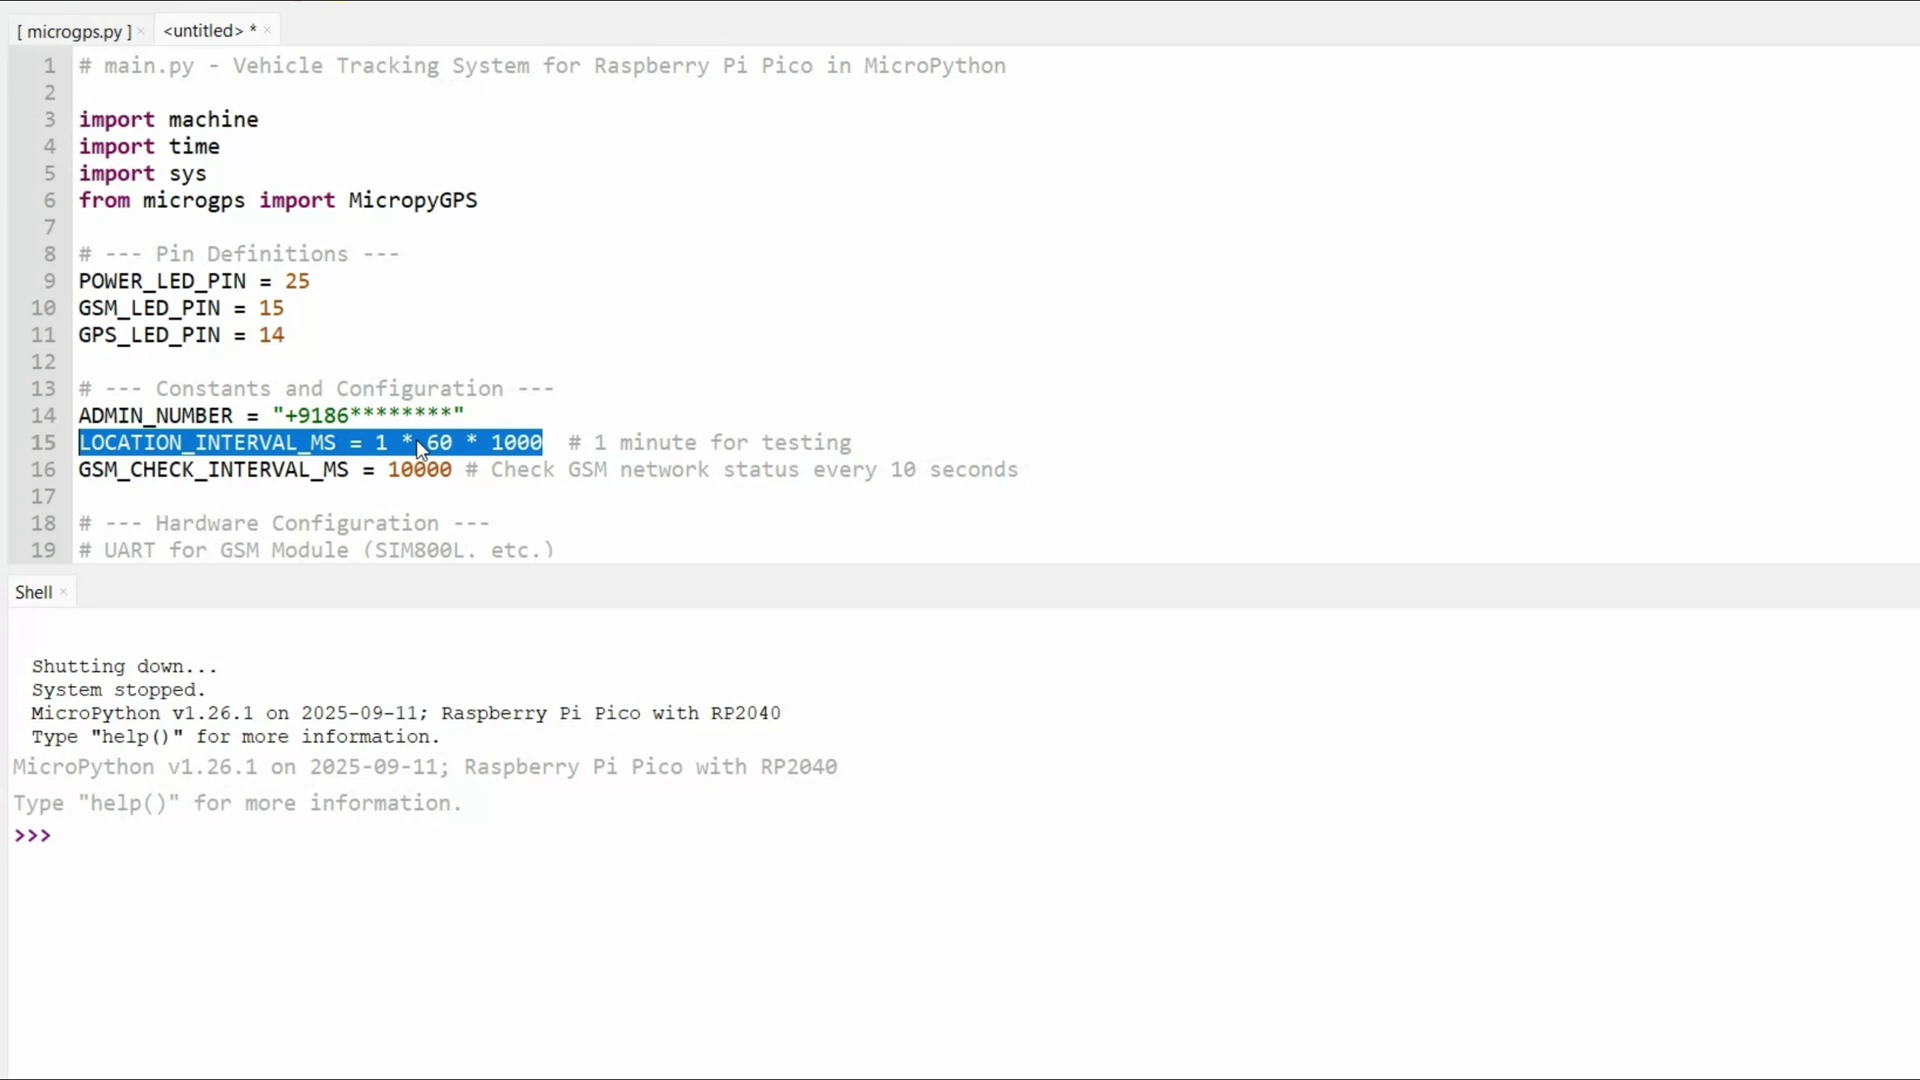 [ microgps.py ] × <untitled> * ×
1 # main.py - Vehicle Tracking System for Raspberry Pi Pico in MicroPython
2
3 import machine
4 import time
5 import sys
6 from microgps import MicropyGPS
7
8 # --- Pin Definitions ---
9 POWER_LED_PIN = 25
10 GSM_LED_PIN = 15
11 GPS_LED_PIN = 14
12
13 # --- Constants and Configuration ---
14 ADMIN_NUMBER = "+9186********"
15 LOCATION_INTERVAL_MS = 1 * 60 * 1000  # 1 minute for testing
16 GSM_CHECK_INTERVAL_MS = 10000 # Check GSM network status every 10 seconds
17
18 # --- Hardware Configuration ---
19 # UART for GSM Module (SIM800L. etc.)
Shell ×
Shutting down...
System stopped.
MicroPython v1.26.1 on 2025-09-11; Raspberry Pi Pico with RP2040
Type "help()" for more information.
MicroPython v1.26.1 on 2025-09-11; Raspberry Pi Pico with RP2040
Type "help()" for more information.
>>>